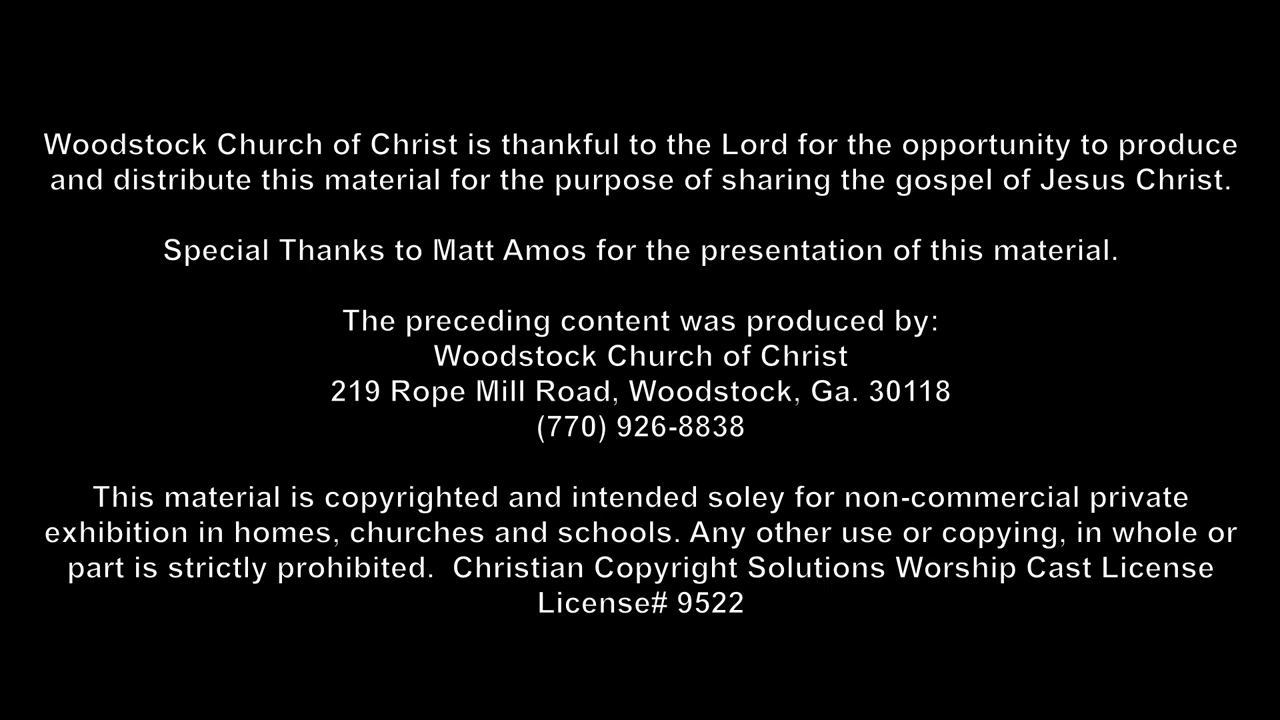 Woodstock Church of Christ is thankful to the Lord for the opportunity to produce
and distribute this material for the purpose of sharing the gospel of Jesus Christ.
Special Thanks to Matt Amos for the presentation of this material.
The preceding content was produced by:
Woodstock Church of Christ
219 Rope Mill Road, Woodstock, Ga. 30118
(770) 926-8838
This material is copyrighted and intended soley for non-commercial private
exhibition in homes, churches and schools. Any other use or copying, in whole or
part is strictly prohibited.  Christian Copyright Solutions Worship Cast License
License# 9522